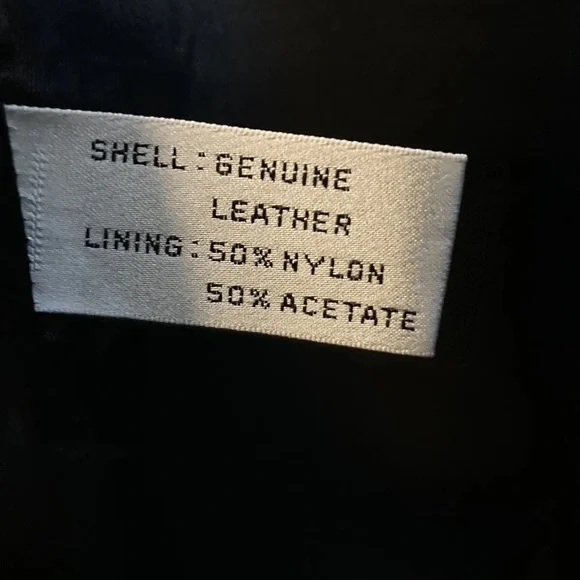 SHELL: GENUINE
LEATHER
LINING: 50% NYLON
50% ACETATE